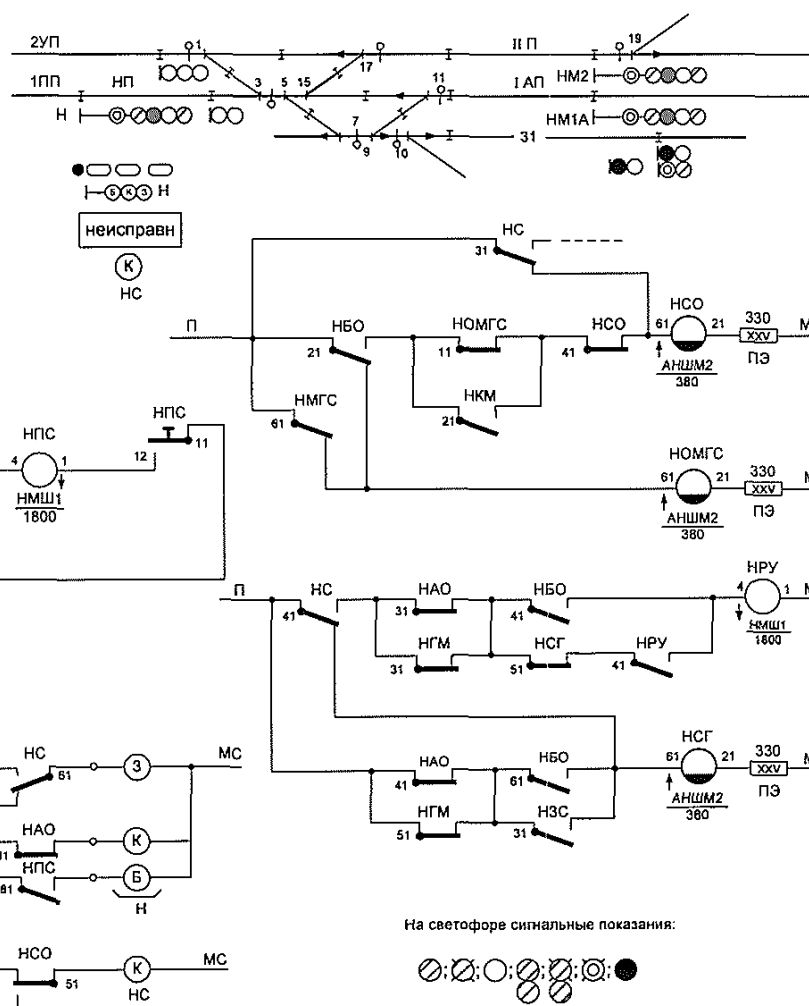 2УП 1 17 II П 19
НМ2
1ПП НП 3 5 15 11 I АП
Н НМ1А
7 9 10 31
Б К З Н
неисправн
К
НС
НС
31
П НБО НОМГС НСО НСО 330
21 11 41 61 21 XXV М
АНШМ2 ПЭ
380
НМГС НКМ
61 21
НПС НПС
4 1 12 11
НМШ1
1800
НОМГС 330
61 21 XXV М
АНШМ2 ПЭ
380
П НС НАО НБО НРУ
41 31 41 4 1 М
НМШ1
1800
НГМ НСГ НРУ
31 51 41
НС НАО НБО НСГ 330
61 З МС 41 61 61 21 XXV М
АНШМ2 ПЭ
380
НГМ НЗС
51 31
НАО
К
НПС
61 Б
Н
На светофоре сигнальные показания:
НСО
51 К МС
НС
; ; ; ; ; ;